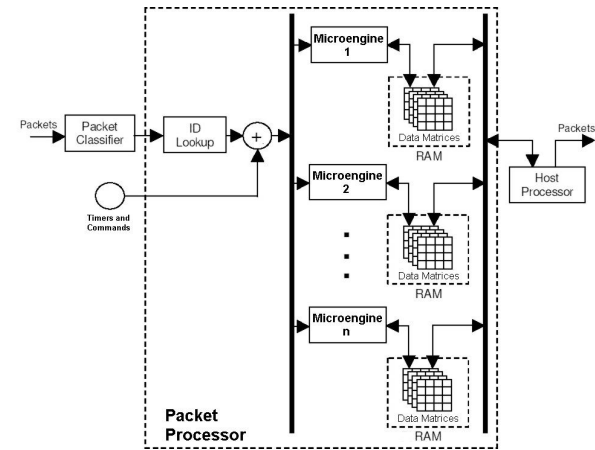 Packets
Packet
Classifier
ID
Lookup
+
Timers and
Commands
Microengine
1
Data Matrices
RAM
Microengine
2
Data Matrices
RAM
Microengine
n
Data Matrices
RAM
Packet
Processor
Packets
Host
Processor